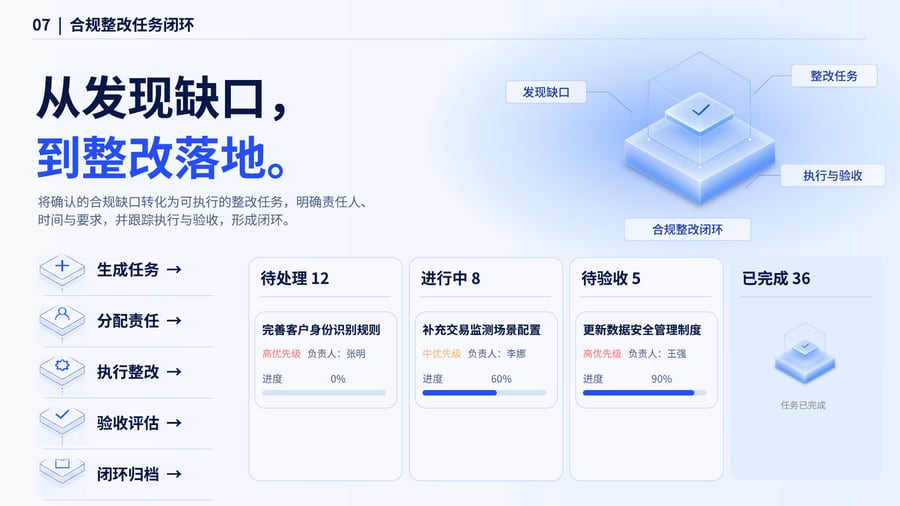 07 | 合规整改任务闭环
从发现缺口，
到整改落地。
将确认的合规缺口转化为可执行的整改任务，明确责任人、
时间与要求，并跟踪执行与验收，形成闭环。
发现缺口
整改任务
执行与验收
合规整改闭环
生成任务 →
分配责任 →
执行整改 →
验收评估 →
闭环归档 →
待处理 12
完善客户身份识别规则
高优先级 负责人：张明
进度 0%
进行中 8
补充交易监测场景配置
中优先级 负责人：李娜
进度 60%
待验收 5
更新数据安全管理制度
高优先级 负责人：王强
进度 90%
已完成 36
任务已完成